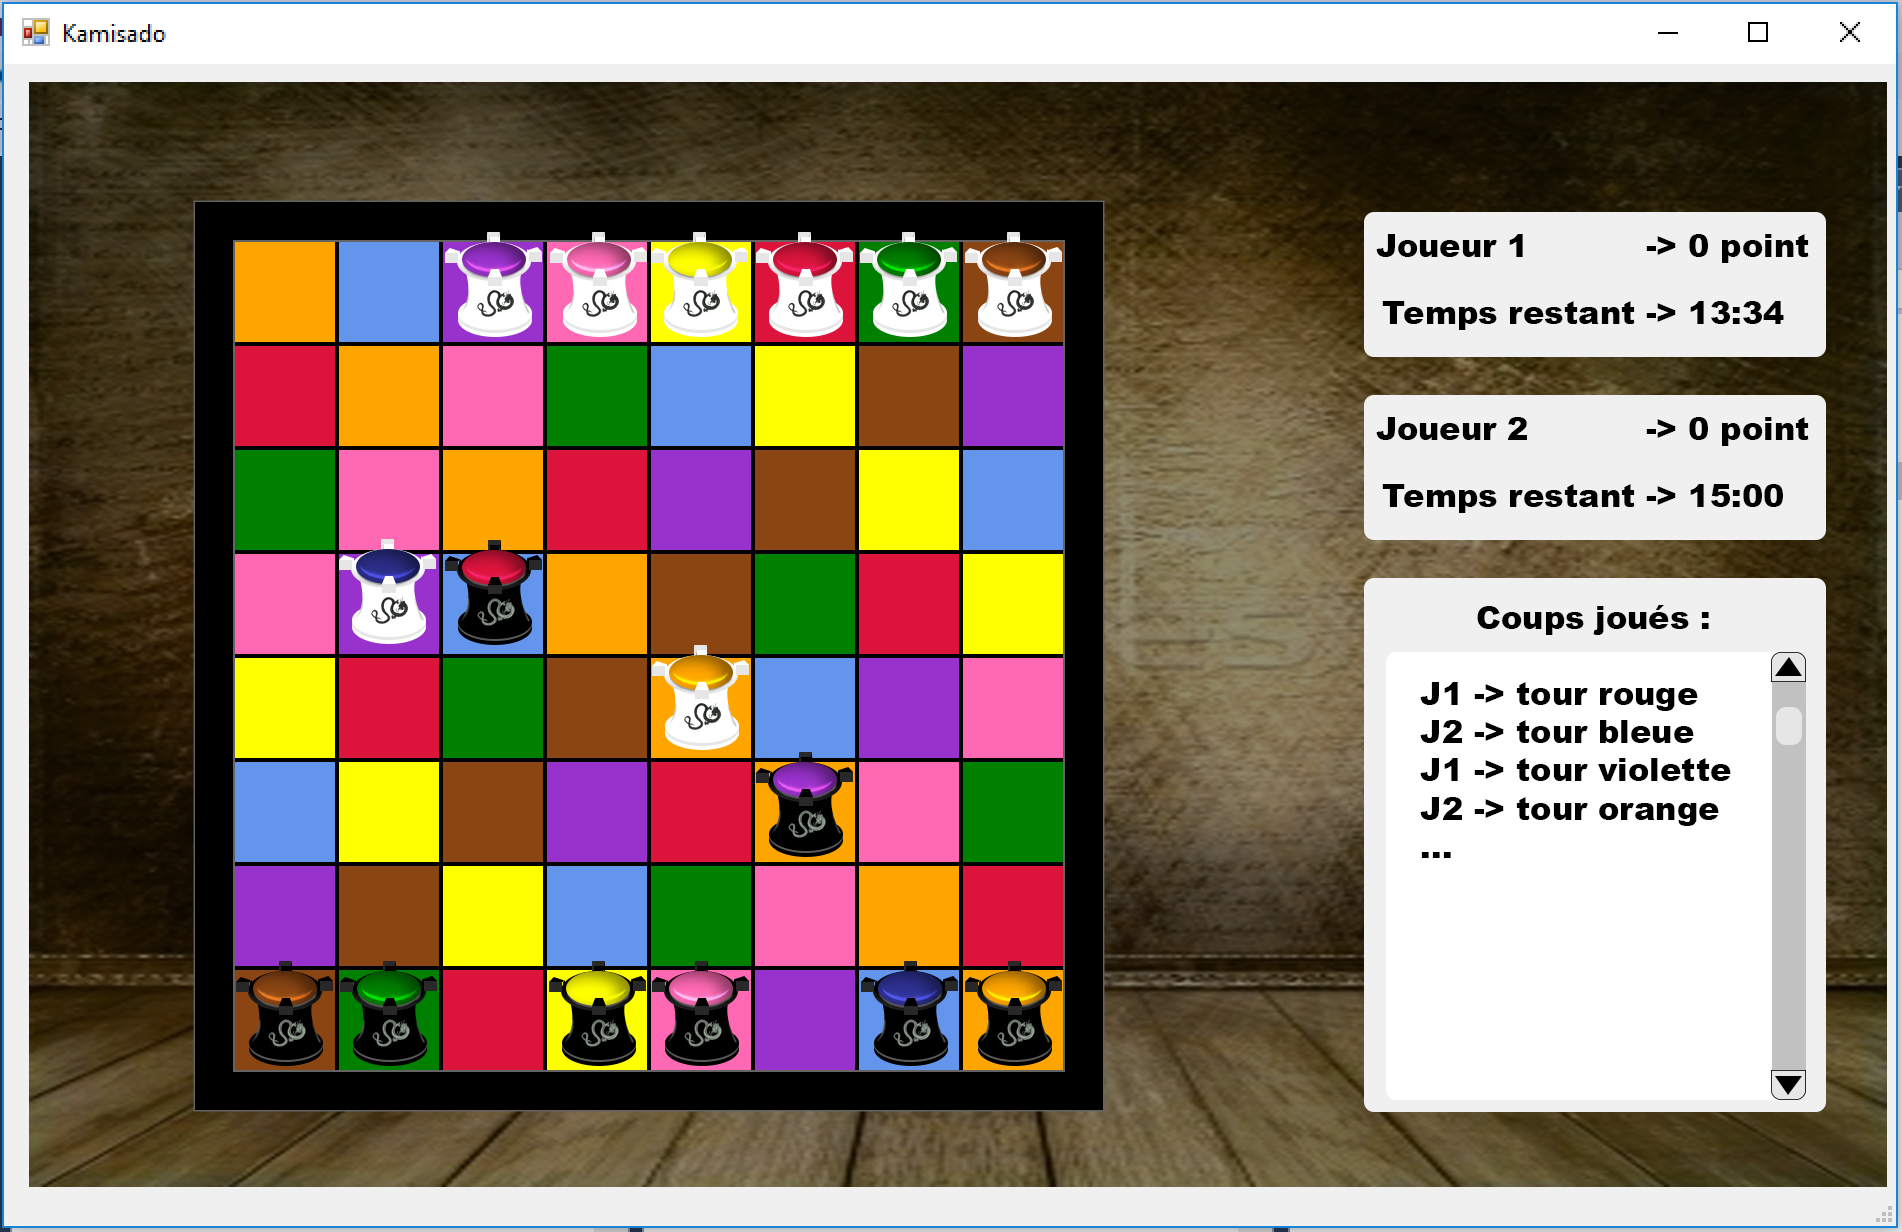 Kamisado
Joueur 1 -> 0 point
Temps restant -> 13:34
Joueur 2 -> 0 point
Temps restant -> 15:00
Coups joués :
J1 -> tour rouge
J2 -> tour bleue
J1 -> tour violette
J2 -> tour orange
...